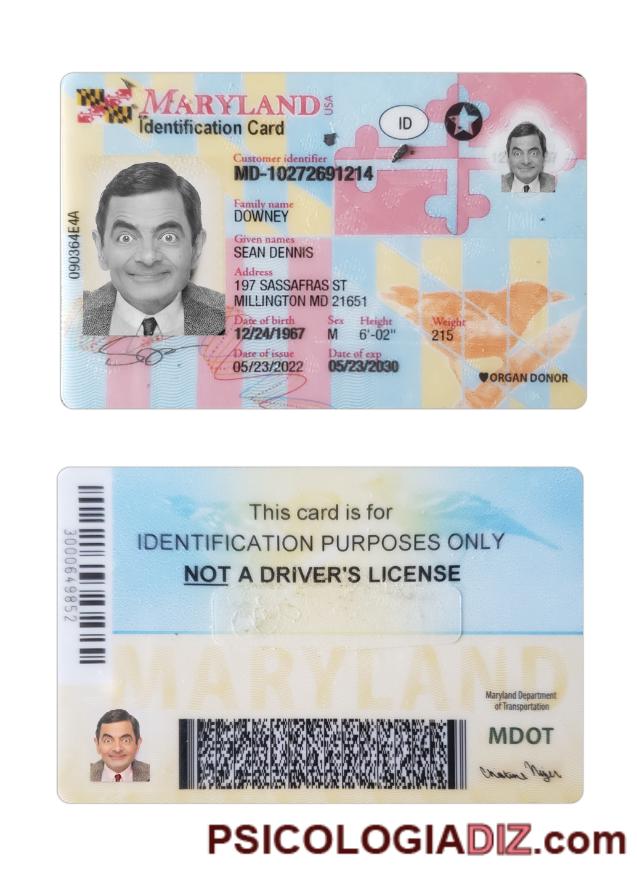 MARYLAND USA
Identification Card
ID
Customer identifier
MD-10272691214
Family name
DOWNEY
Given names
SEAN DENNIS
Address
197 SASSAFRAS ST
MILLINGTON MD 21651
Date of birth Sex Height Weight
12/24/1967 M 6'-02" 215
Date of issue Date of exp
05/23/2022 05/23/2030
ORGAN DONOR
090364E4A
This card is for
IDENTIFICATION PURPOSES ONLY
NOT A DRIVER'S LICENSE
3000649852
MARYLAND
Maryland Department
of Transportation
MDOT
PSICOLOGIADIZ.com